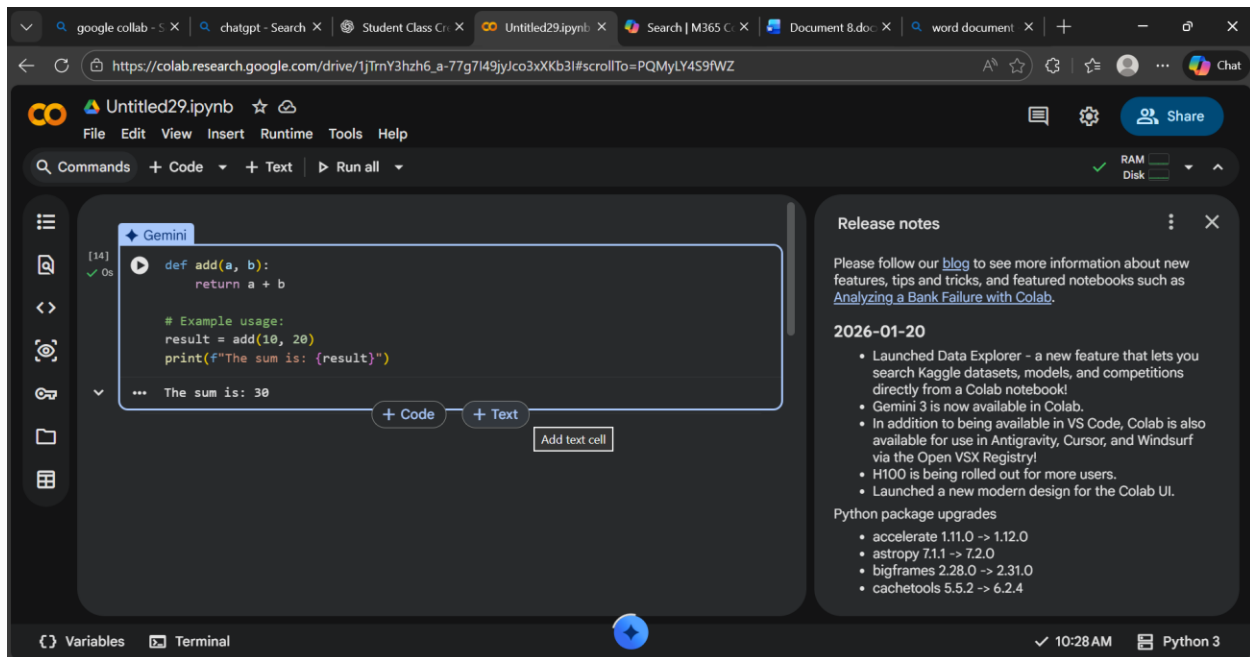 google collab - S
chatgpt - Search
Student Class Cre
Untitled29.ipynb
Search | M365 Co
Document 8.doc
word document
https://colab.research.google.com/drive/1jTrnY3hzh6_a-77g7I49jyJco3xXKb3I#scrollTo=PQMyLY4S9fWZ
Chat
CO Untitled29.ipynb
File Edit View Insert Runtime Tools Help
Share
Commands + Code + Text Run all
RAM
Disk
Gemini
[14]
0s
def add(a, b):
return a + b
# Example usage:
result = add(10, 20)
print(f"The sum is: {result}")
The sum is: 30
+ Code + Text
Add text cell
Release notes
Please follow our blog to see more information about new
features, tips and tricks, and featured notebooks such as
Analyzing a Bank Failure with Colab.
2026-01-20
• Launched Data Explorer - a new feature that lets you
search Kaggle datasets, models, and competitions
directly from a Colab notebook!
• Gemini 3 is now available in Colab.
• In addition to being available in VS Code, Colab is also
available for use in Antigravity, Cursor, and Windsurf
via the Open VSX Registry!
• H100 is being rolled out for more users.
• Launched a new modern design for the Colab UI.
Python package upgrades
• accelerate 1.11.0 -> 1.12.0
• astropy 7.1.1 -> 7.2.0
• bigframes 2.28.0 -> 2.31.0
• cachetools 5.5.2 -> 6.2.4
{} Variables Terminal
10:28 AM Python 3